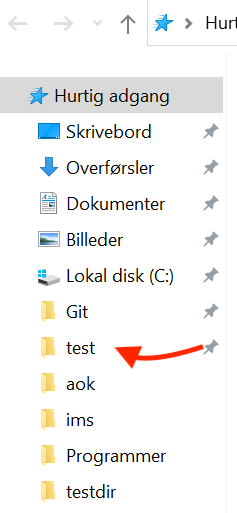 Hurt
Hurtig adgang
Skrivebord
Overførsler
Dokumenter
Billeder
Lokal disk (C:)
Git
test
aok
ims
Programmer
testdir